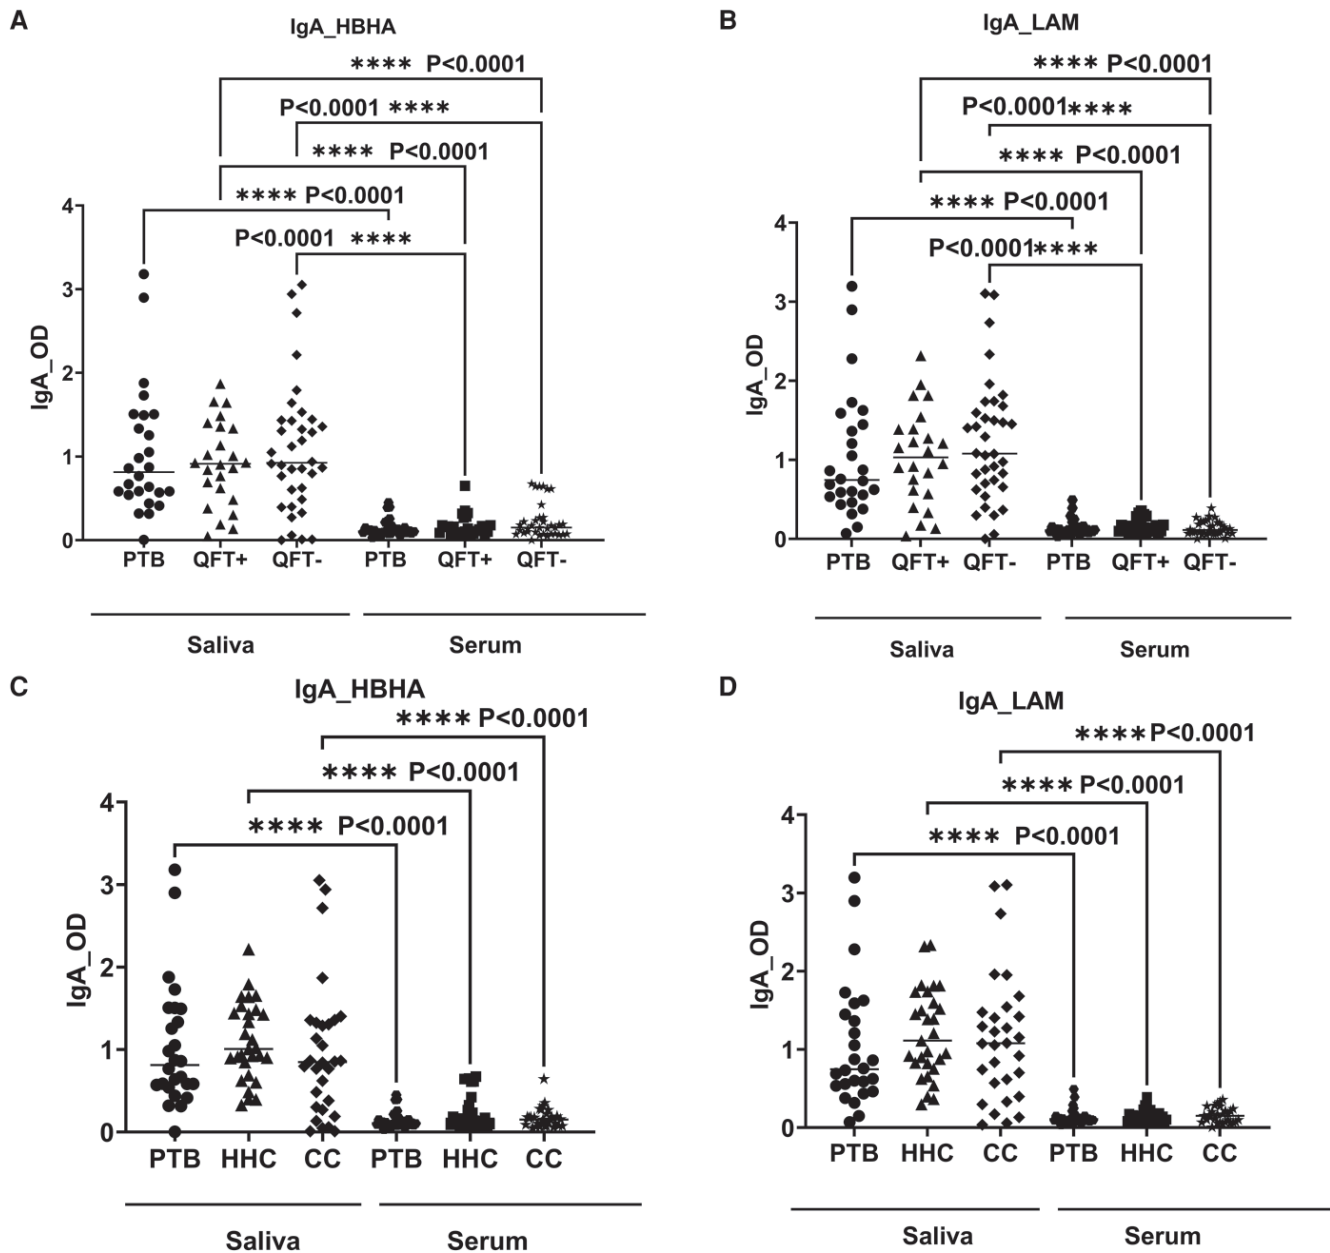 A
IgA_HBHA
**** P<0.0001
P<0.0001 ****
**** P<0.0001
**** P<0.0001
P<0.0001 ****
4
3
2
1
0
IgA_OD
PTB QFT+ QFT- PTB QFT+ QFT-
Saliva Serum
B
IgA_LAM
**** P<0.0001
P<0.0001****
**** P<0.0001
**** P<0.0001
P<0.0001****
4
3
2
1
0
IgA_OD
PTB QFT+ QFT- PTB QFT+ QFT-
Saliva Serum
C
IgA_HBHA
**** P<0.0001
**** P<0.0001
**** P<0.0001
4
3
2
1
0
IgA_OD
PTB HHC CC PTB HHC CC
Saliva Serum
D
IgA_LAM
**** P<0.0001
**** P<0.0001
**** P<0.0001
4
3
2
1
0
IgA_OD
PTB HHC CC PTB HHC CC
Saliva Serum